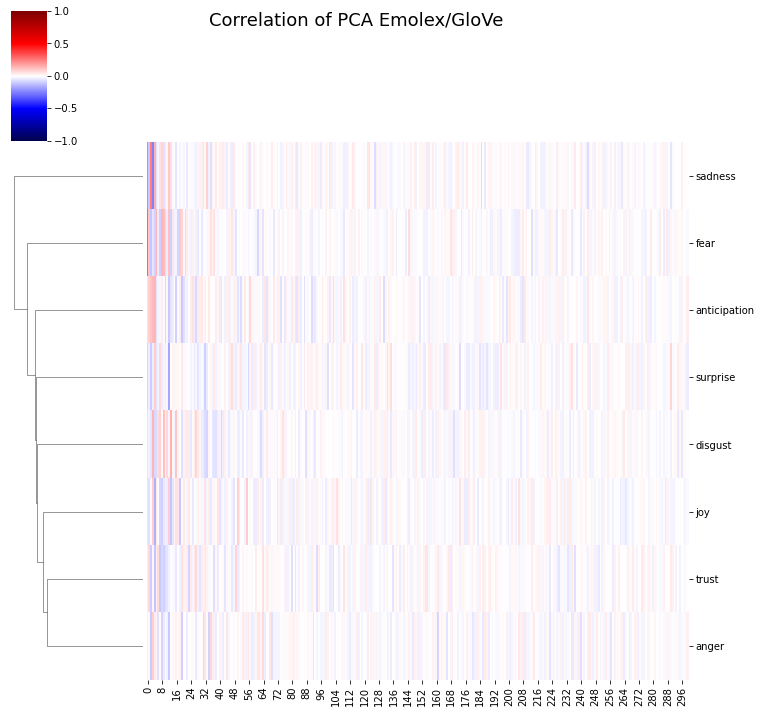 Correlation of PCA Emolex/GloVe
1.0
0.5
0.0
−0.5
−1.0
sadness
fear
anticipation
surprise
disgust
joy
trust
anger
0 8 16 24 32 40 48 56 64 72 80 88 96 104 112 120 128 136 144 152 160 168 176 184 192 200 208 216 224 232 240 248 256 264 272 280 288 296